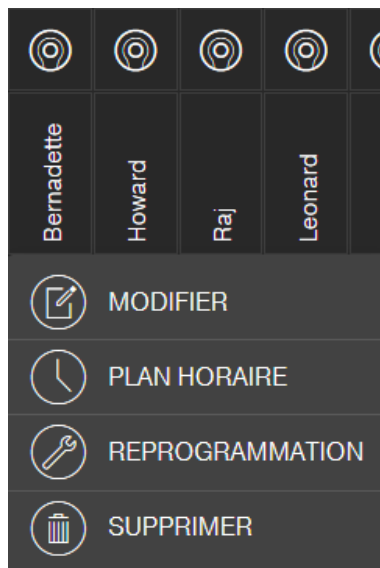 Bernadette
Howard
Raj
Leonard
MODIFIER
PLAN HORAIRE
REPROGRAMMATION
SUPPRIMER